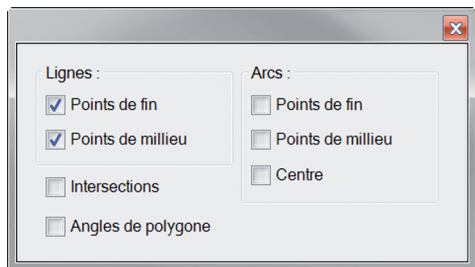 Lignes :
Points de fin
Points de millieu
Intersections
Angles de polygone
Arcs :
Points de fin
Points de millieu
Centre